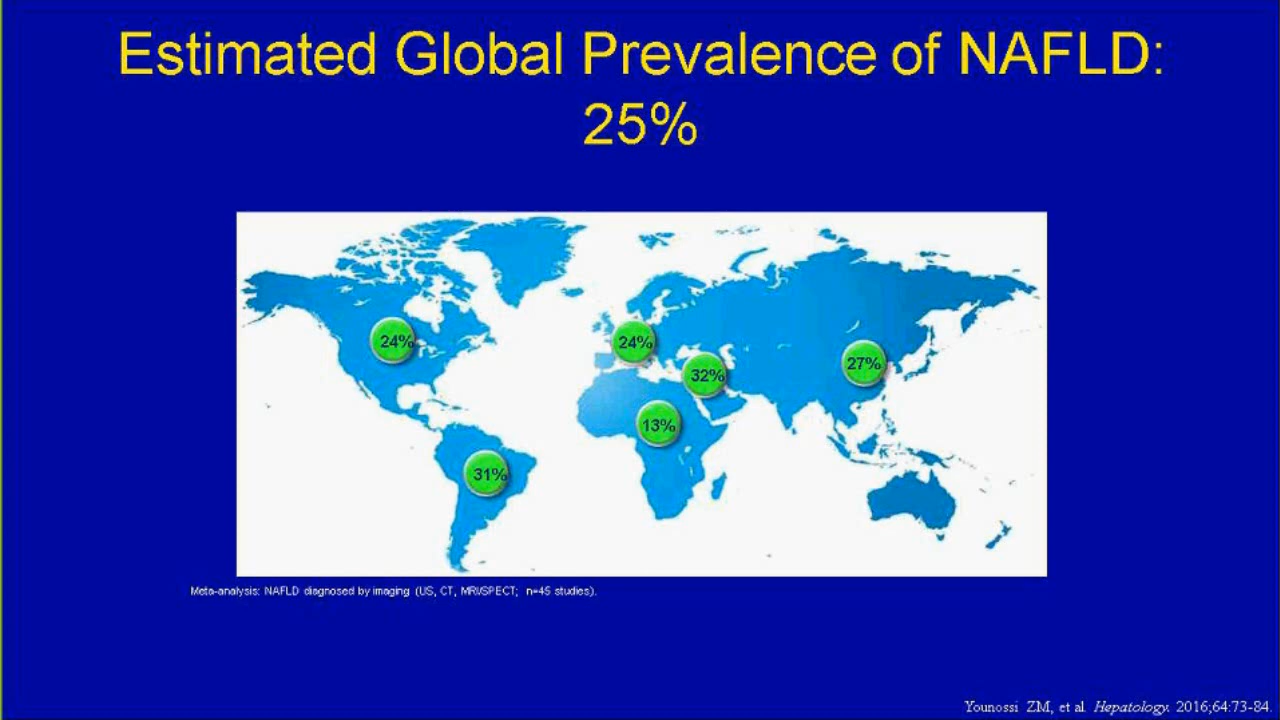 Estimated Global Prevalence of NAFLD:
25%
24%
24%
32%
27%
13%
31%
Meta-analysis: NAFLD diagnosed by imaging (US, CT, MRI/SPECT; n=45 studies).
Younossi ZM, et al. Hepatology. 2016;64:73-84.